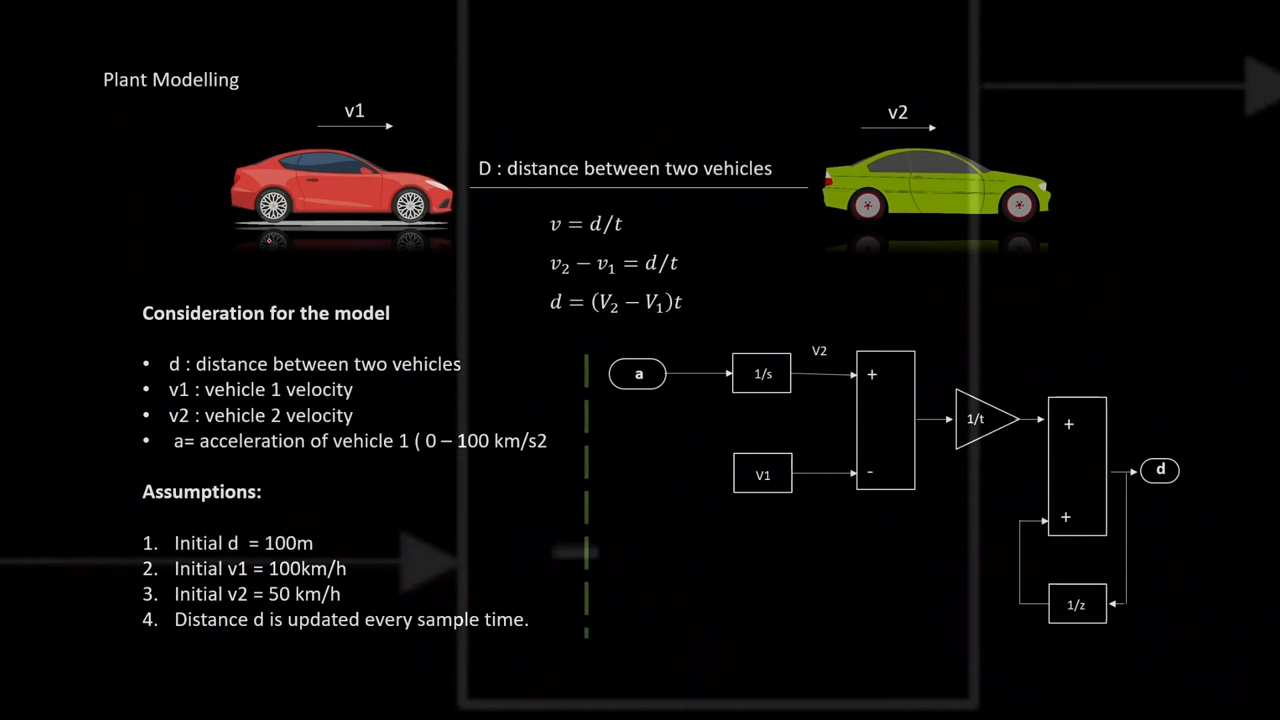 Plant Modelling
v1
v2
D : distance between two vehicles
v = d/t
v₂ − v₁ = d/t
d = (V₂ − V₁)t
Consideration for the model
• d : distance between two vehicles
• v1 : vehicle 1 velocity
• v2 : vehicle 2 velocity
• a= acceleration of vehicle 1 ( 0 – 100 km/s2
Assumptions:
1. Initial d = 100m
2. Initial v1 = 100km/h
3. Initial v2 = 50 km/h
4. Distance d is updated every sample time.
a
1/s
V2
+
V1
-
1/t
+
+
d
1/z